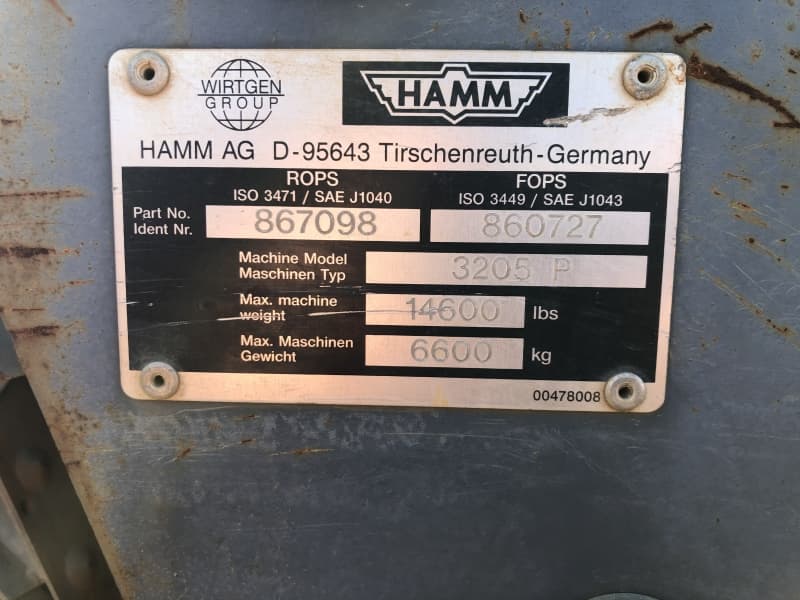 WIRTGEN
GROUP
HAMM
HAMM AG D-95643 Tirschenreuth-Germany
ROPS
ISO 3471 / SAE J1040
FOPS
ISO 3449 / SAE J1043
Part No.
Ident Nr.
867098
860727
Machine Model
Maschinen Typ
3205 P
Max. machine
weight
14600
lbs
Max. Maschinen
Gewicht
6600
kg
00478008